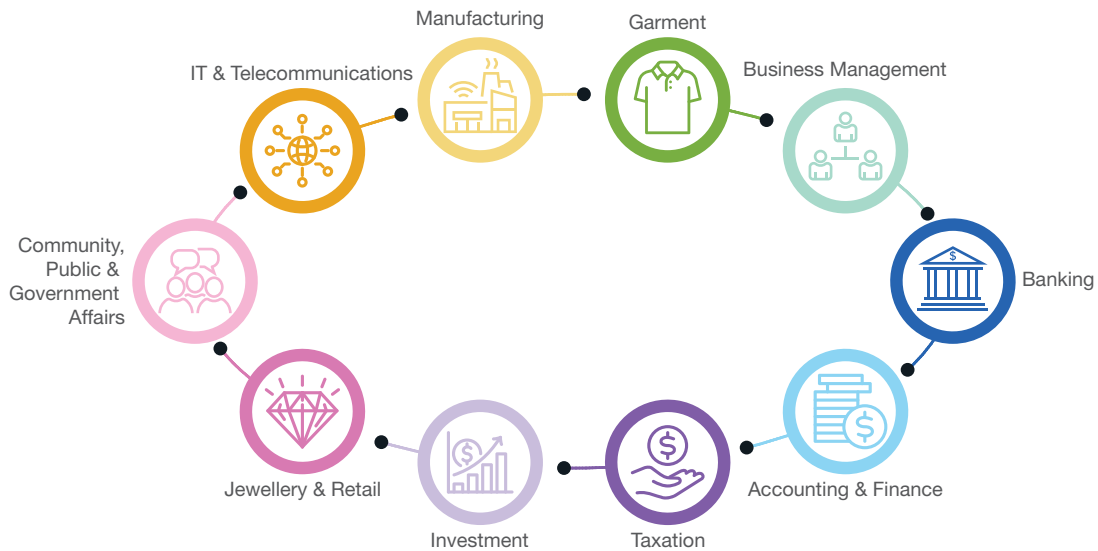 Manufacturing
Garment
IT & Telecommunications
Business Management
Community,
Public &
Government
Affairs
$
Banking
$
$
$
Jewellery & Retail
Accounting & Finance
Investment
Taxation